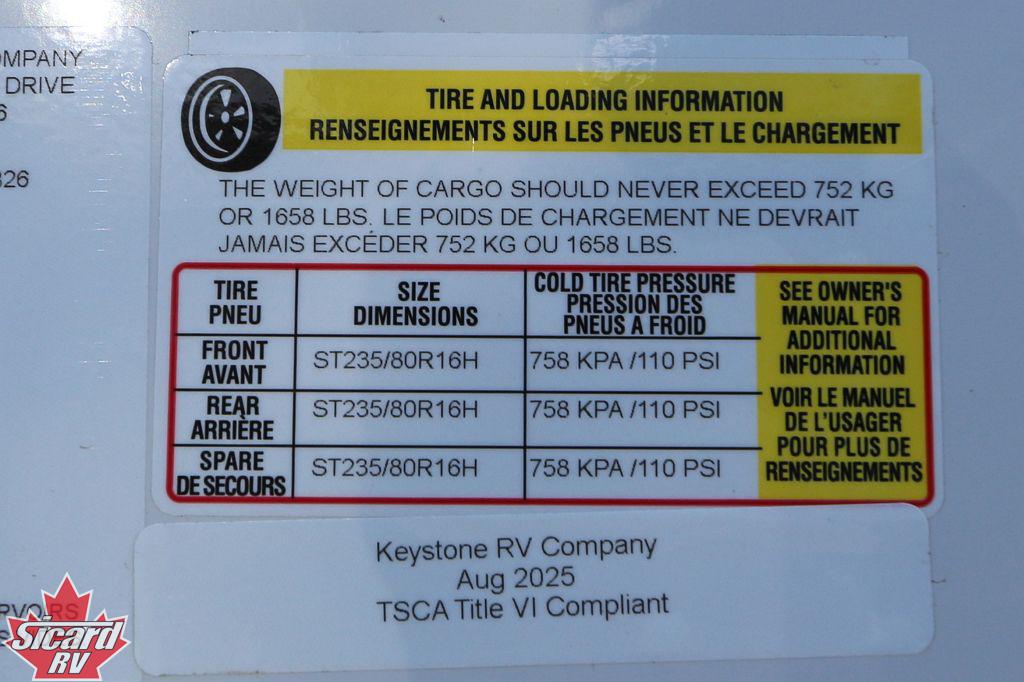 OMPANY
DRIVE
6
826
TIRE AND LOADING INFORMATION
RENSEIGNEMENTS SUR LES PNEUS ET LE CHARGEMENT
THE WEIGHT OF CARGO SHOULD NEVER EXCEED 752 KG
OR 1658 LBS. LE POIDS DE CHARGEMENT NE DEVRAIT
JAMAIS EXCÉDER 752 KG OU 1658 LBS.
TIRE
PNEU
SIZE
DIMENSIONS
COLD TIRE PRESSURE
PRESSION DES
PNEUS A FROID
FRONT
AVANT
ST235/80R16H
758 KPA /110 PSI
REAR
ARRIÈRE
ST235/80R16H
758 KPA /110 PSI
SPARE
DE SECOURS
ST235/80R16H
758 KPA /110 PSI
SEE OWNER'S
MANUAL FOR
ADDITIONAL
INFORMATION
VOIR LE MANUEL
DE L'USAGER
POUR PLUS DE
RENSEIGNEMENTS
Keystone RV Company
Aug 2025
TSCA Title VI Compliant
Sicard
RV